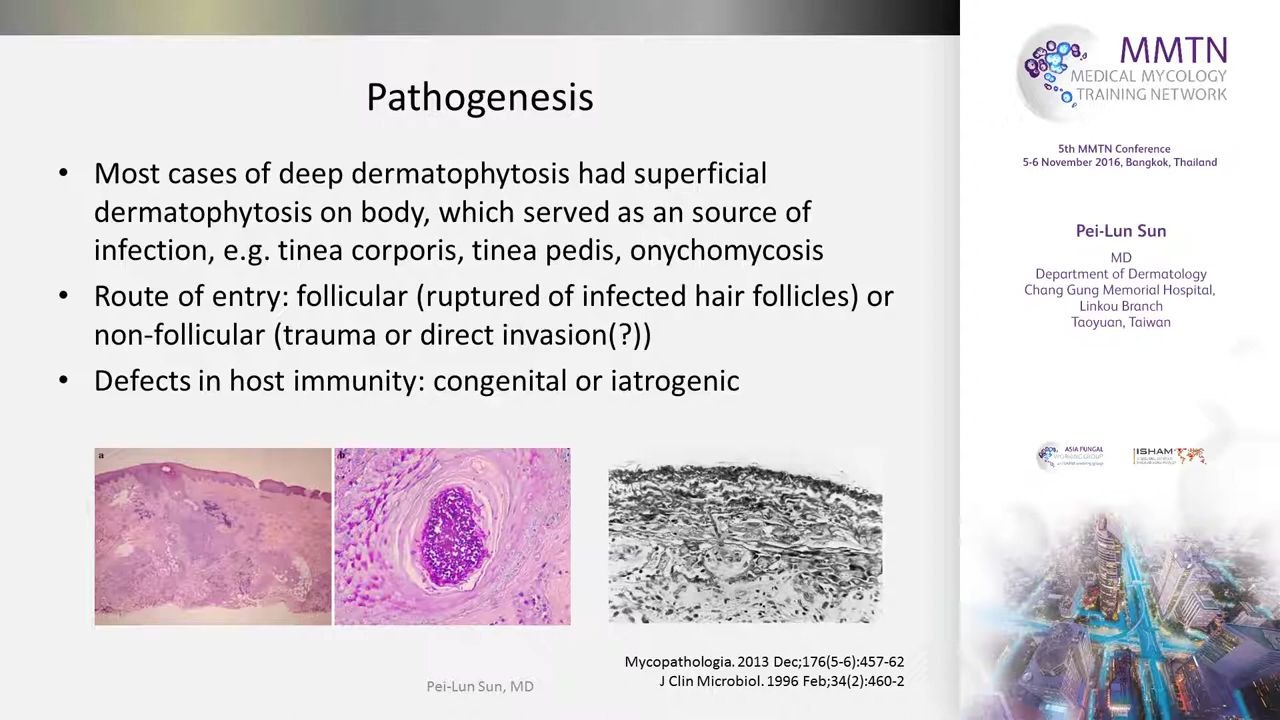 Pathogenesis
• Most cases of deep dermatophytosis had superficial
dermatophytosis on body, which served as an source of
infection, e.g. tinea corporis, tinea pedis, onychomycosis
• Route of entry: follicular (ruptured of infected hair follicles) or
non-follicular (trauma or direct invasion(?))
• Defects in host immunity: congenital or iatrogenic
a
b
Mycopathologia. 2013 Dec;176(5-6):457-62
J Clin Microbiol. 1996 Feb;34(2):460-2
Pei-Lun Sun, MD
MMTN
MEDICAL MYCOLOGY
TRAINING NETWORK
5th MMTN Conference
5-6 November 2016, Bangkok, Thailand
Pei-Lun Sun
MD
Department of Dermatology
Chang Gung Memorial Hospital,
Linkou Branch
Taoyuan, Taiwan
ASIA FUNGAL
WORKING GROUP
ISHAM